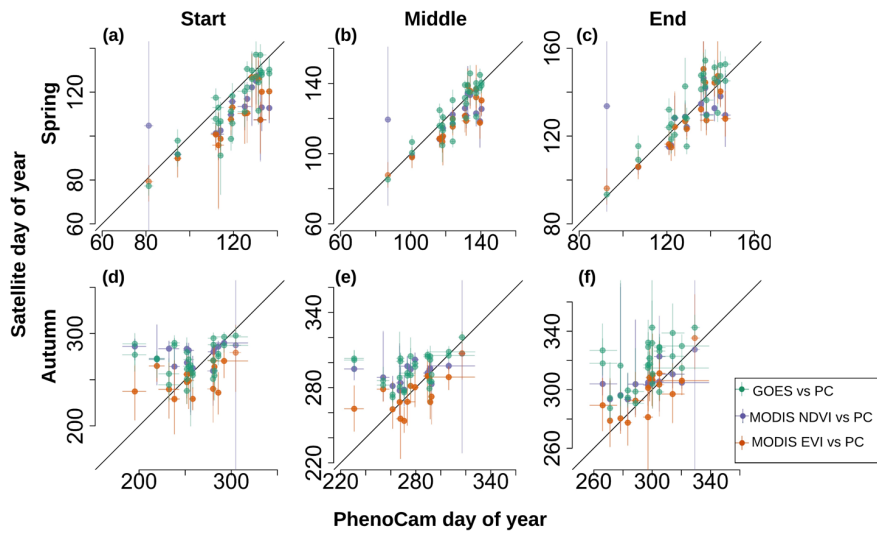 Start Middle End
(a) (b) (c)
Spring
Satellite day of year
60 80 120
60 80 120
60 100 140
60 100 140
80 120 160
80 120 160
(d) (e) (f)
Autumn
200 300
200 300
220 280 340
220 280 340
260 300 340
260 300 340
GOES vs PC
MODIS NDVI vs PC
MODIS EVI vs PC
PhenoCam day of year